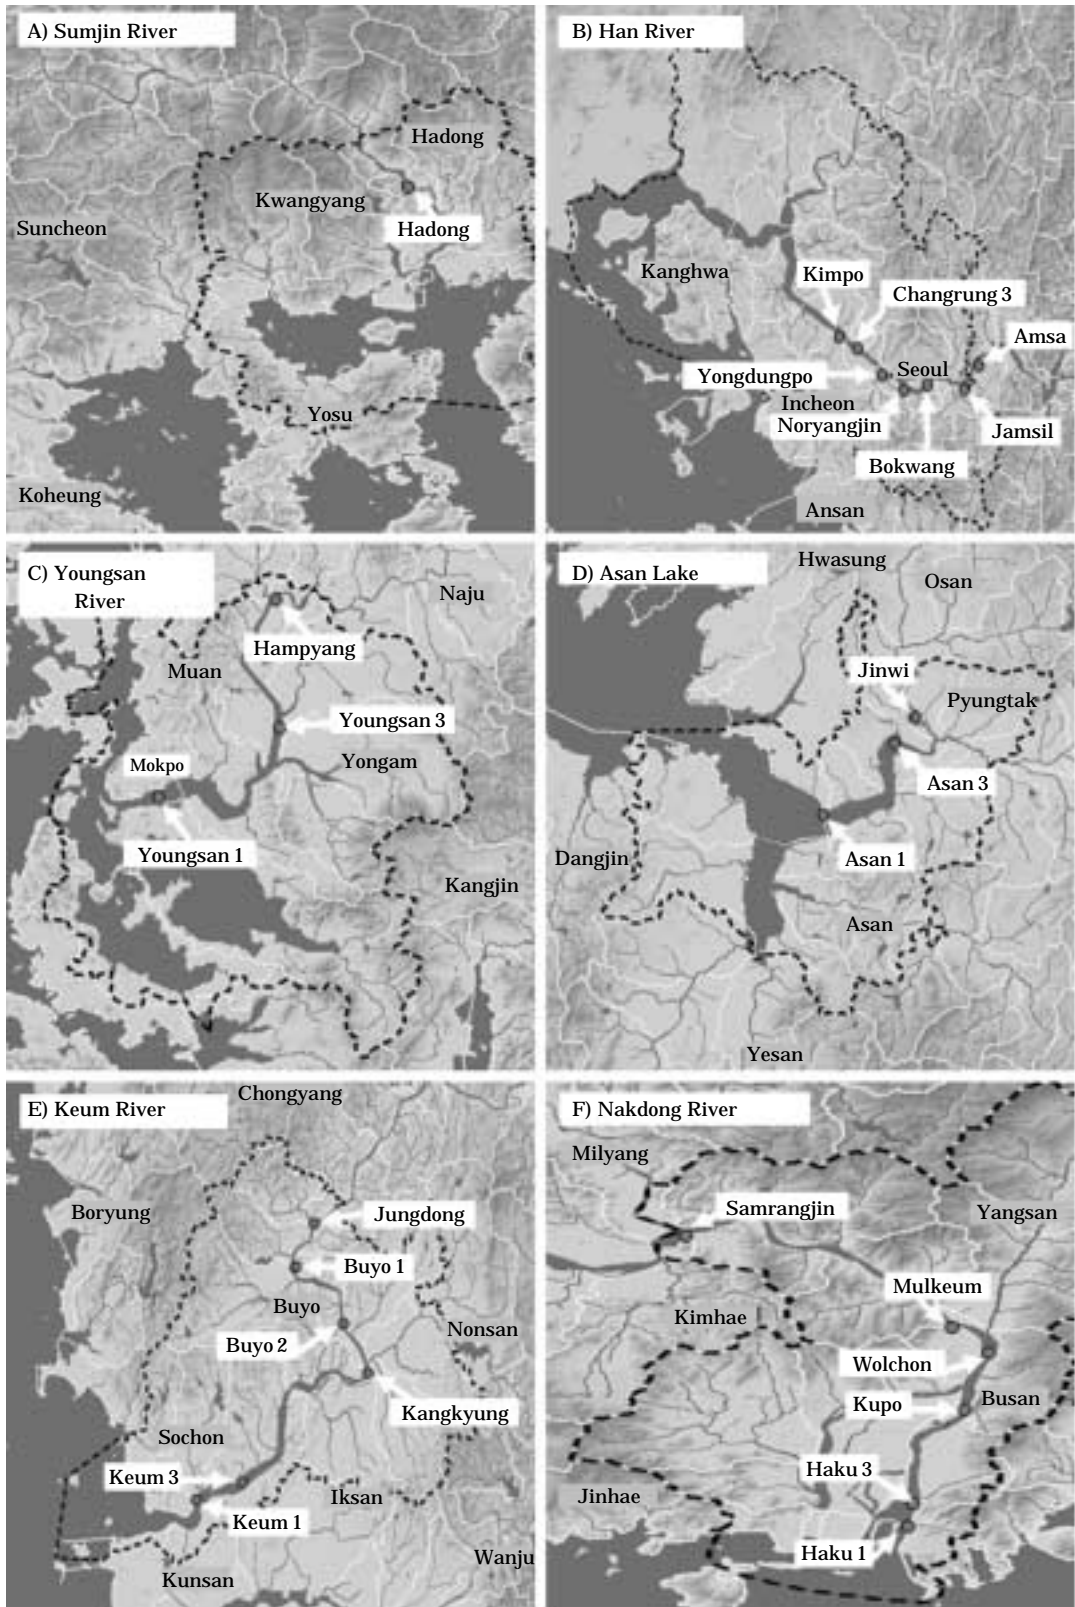 A) Sumjin River
Hadong
Kwangyang
Suncheon
Hadong
Yosu
Koheung
B) Han River
Kanghwa
Kimpo
Changrung 3
Amsa
Seoul
Yongdungpo
Incheon
Noryangjin
Jamsil
Bokwang
Ansan
C) Youngsan
River
Naju
Hampyang
Muan
Youngsan 3
Mokpo
Yongam
Youngsan 1
Kangjin
D) Asan Lake
Hwasung
Osan
Jinwi
Pyungtak
Asan 3
Dangjin
Asan 1
Asan
Yesan
E) Keum River
Chongyang
Boryung
Jungdong
Buyo 1
Buyo
Nonsan
Buyo 2
Kangkyung
Sochon
Keum 3
Iksan
Keum 1
Wanju
Kunsan
F) Nakdong River
Milyang
Samrangjin
Yangsan
Mulkeum
Kimhae
Wolchon
Kupo
Busan
Haku 3
Jinhae
Haku 1